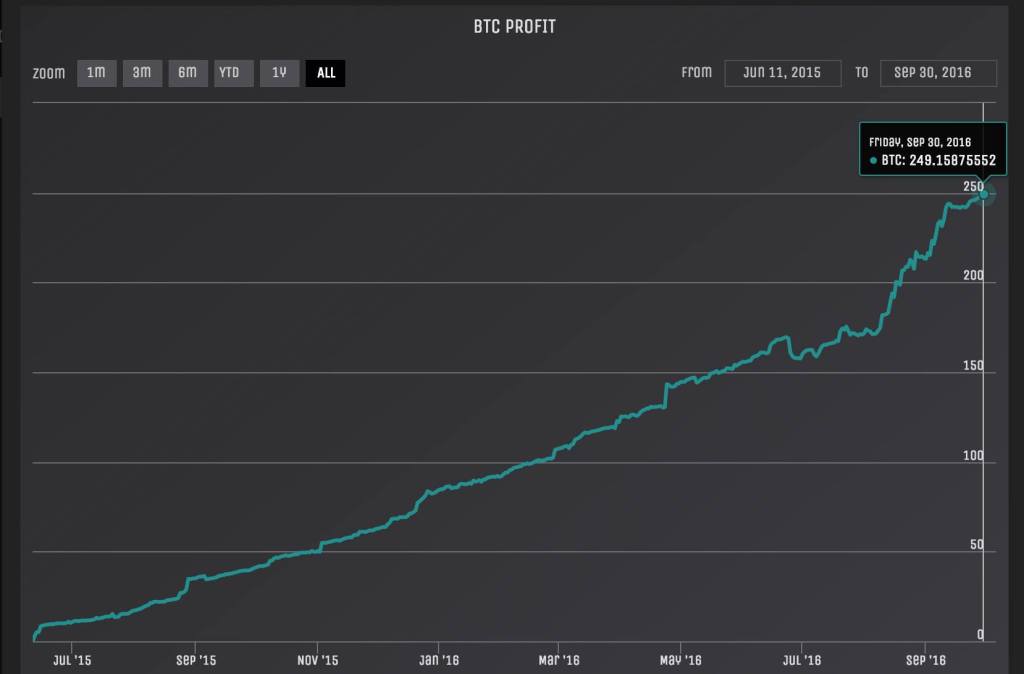 BTC PROFIT
ZOOM 1M 3M 6M YTD 1Y ALL FROM Jun 11, 2015 TO Sep 30, 2016
Friday, Sep 30, 2016
BTC: 249.15875552
250
200
150
100
50
0
Jul '15 Sep '15 Nov '15 Jan '16 Mar '16 May '16 Jul '16 Sep '16